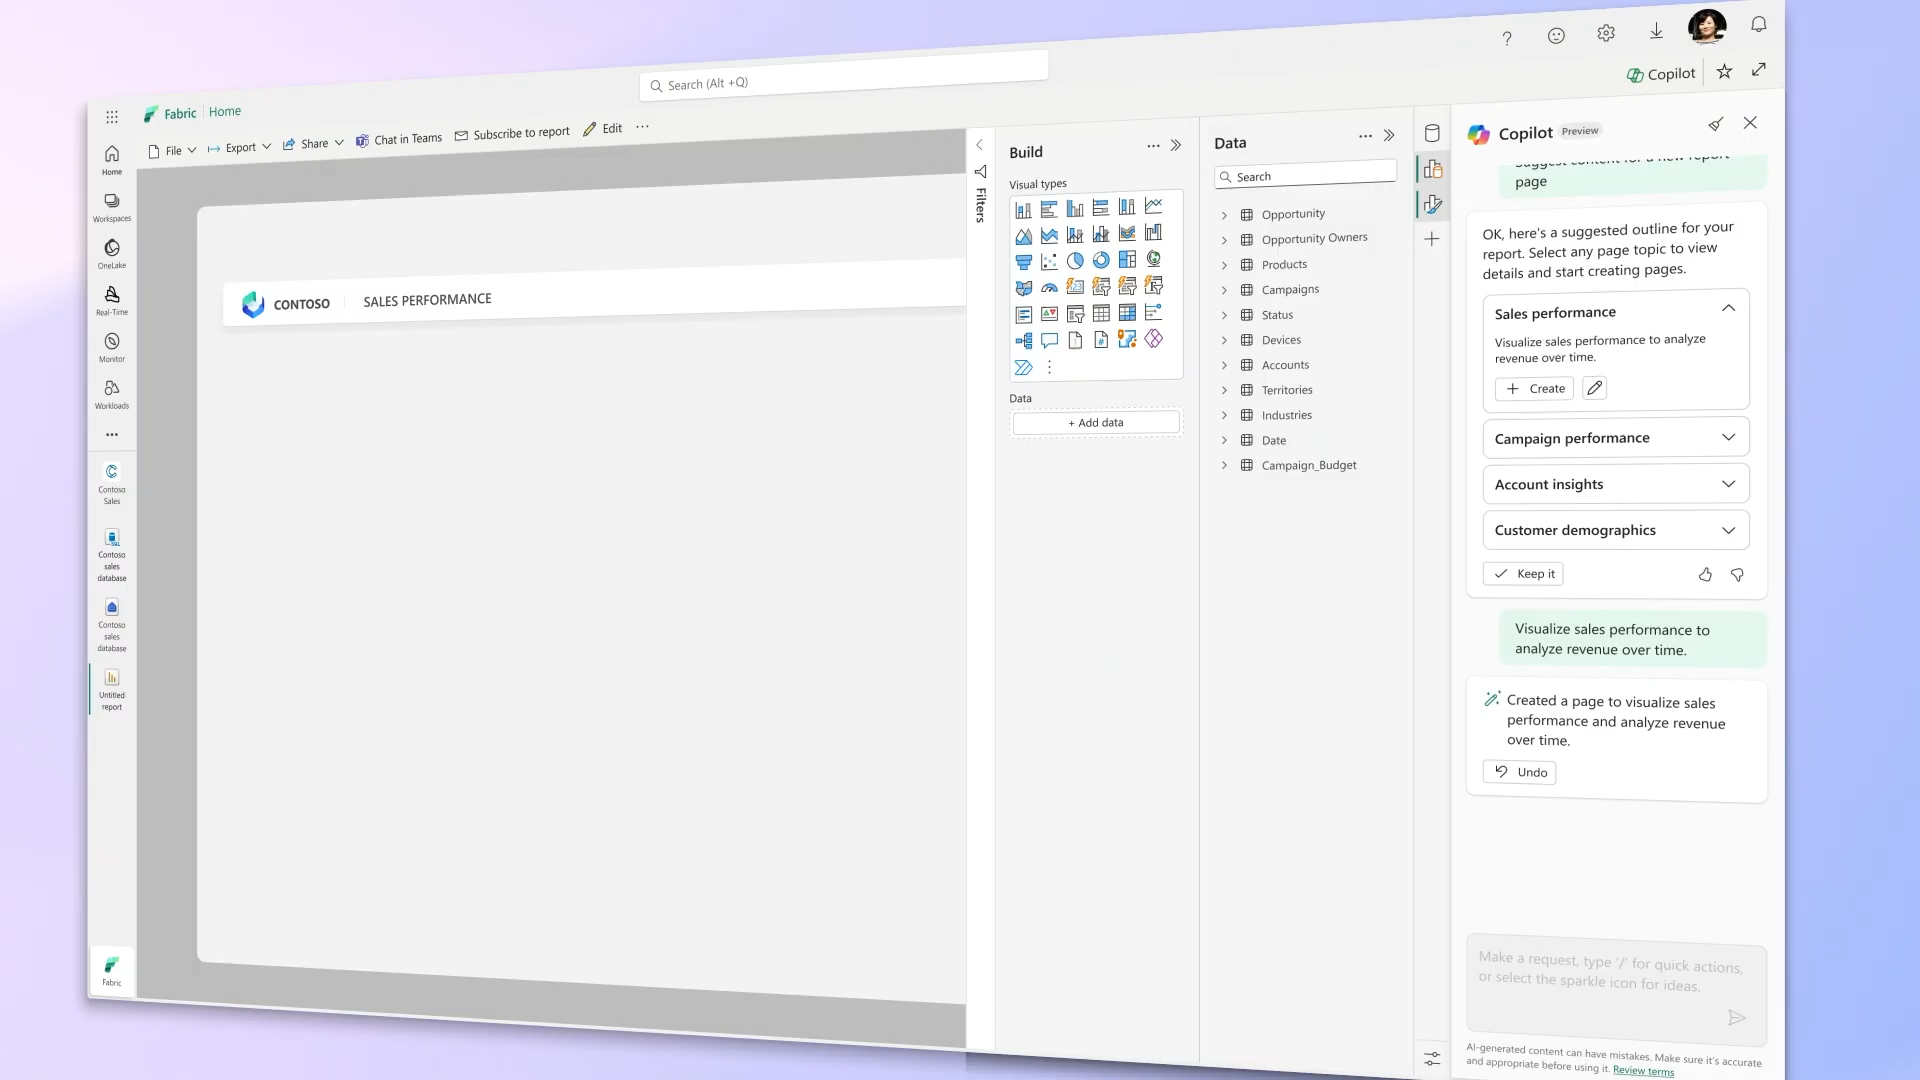 Search (Alt +Q)
Copilot
Fabric Home
File
Export
Share
Chat in Teams
Subscribe to report
Edit
Home
Workspaces
OneLake
Real-Time
Monitor
Workloads
Contoso
Sales
Contoso
sales
database
Contoso
sales
database
Untitled
report
Fabric
CONTOSO
SALES PERFORMANCE
Filters
Build
Visual types
Data
+ Add data
Data
Search
Opportunity
Opportunity Owners
Products
Campaigns
Status
Devices
Accounts
Territories
Industries
Date
Campaign_Budget
Copilot Preview
Suggest content for a new report
page
OK, here's a suggested outline for your
report. Select any page topic to view
details and start creating pages.
Sales performance
Visualize sales performance to analyze
revenue over time.
Create
Campaign performance
Account insights
Customer demographics
Keep it
Visualize sales performance to
analyze revenue over time.
Created a page to visualize sales
performance and analyze revenue
over time.
Undo
Make a request, type '/' for quick actions,
or select the sparkle icon for ideas.
AI-generated content can have mistakes. Make sure it's accurate
and appropriate before using it. Review terms